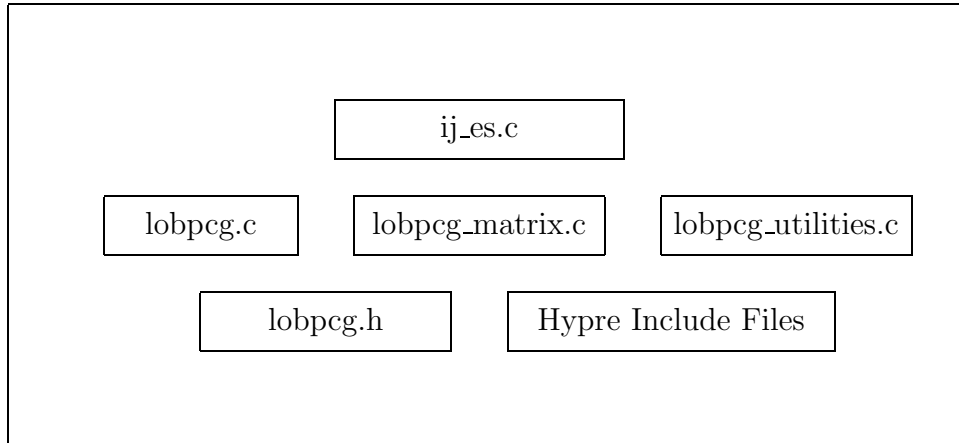 ij_es.c
lobpcg.c
lobpcg_matrix.c
lobpcg_utilities.c
lobpcg.h
Hypre Include Files